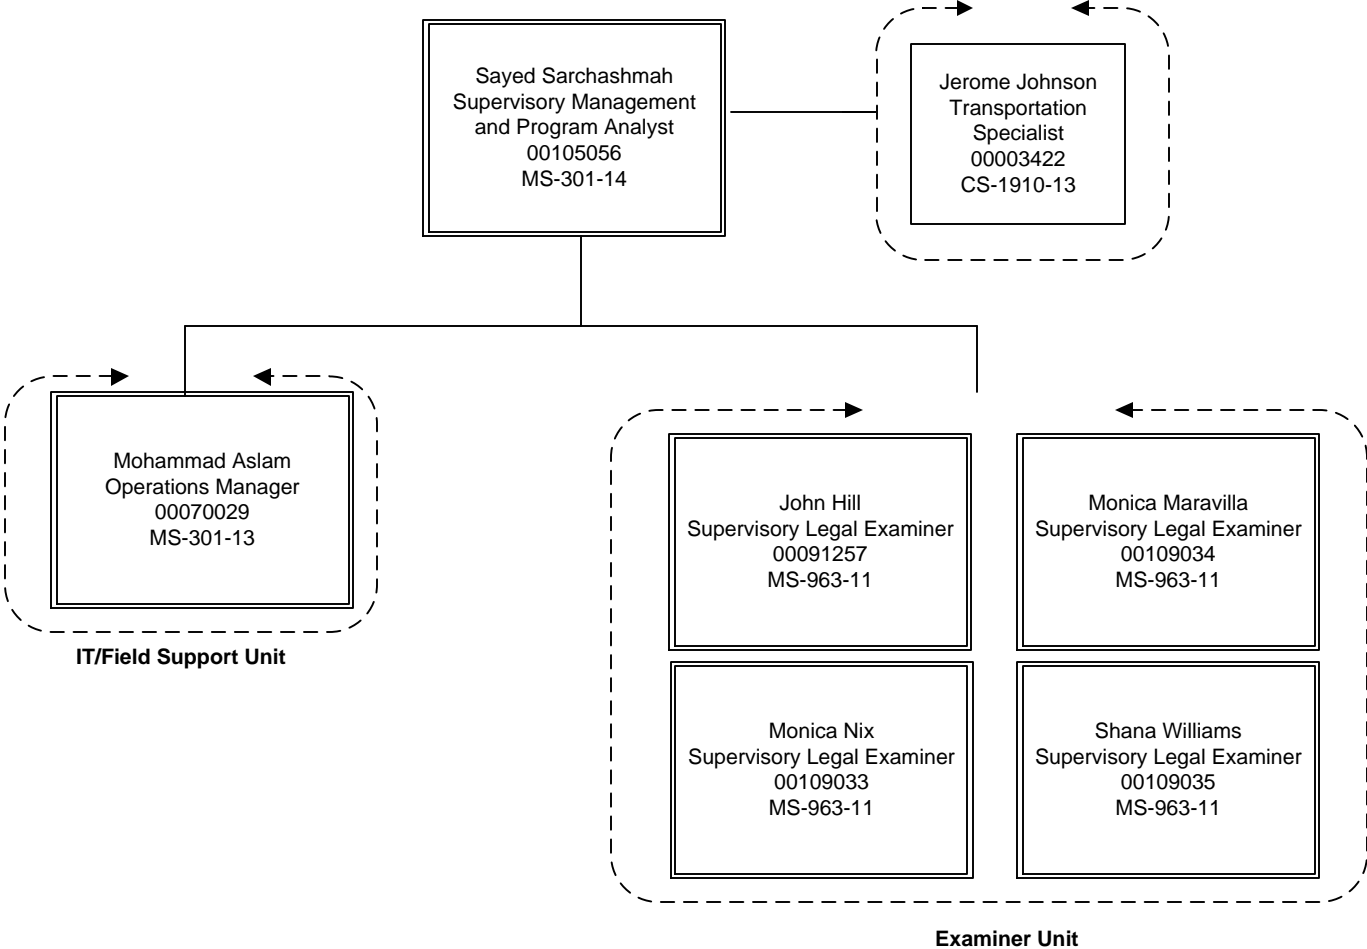 Sayed Sarchashmah
Supervisory Management
and Program Analyst
00105056
MS-301-14
Jerome Johnson
Transportation
Specialist
00003422
CS-1910-13
Mohammad Aslam
Operations Manager
00070029
MS-301-13
IT/Field Support Unit
John Hill
Supervisory Legal Examiner
00091257
MS-963-11
Monica Maravilla
Supervisory Legal Examiner
00109034
MS-963-11
Monica Nix
Supervisory Legal Examiner
00109033
MS-963-11
Shana Williams
Supervisory Legal Examiner
00109035
MS-963-11
Examiner Unit